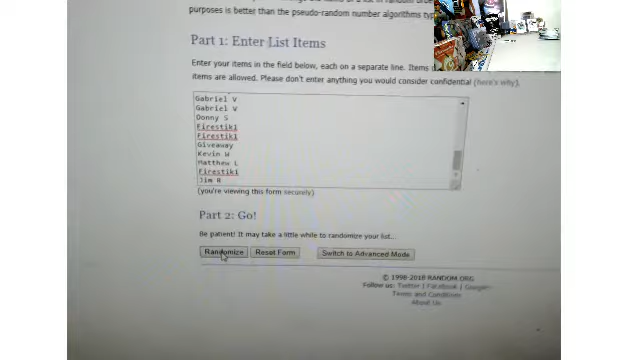 purposes is better than the pseudo-random number algorithms
Part 1: Enter List Items
Enter your items in the field below, each on a separate line. Items
items are allowed. Please don't enter anything you would consider confidential (here's why).
Gabriel V
Gabriel V
Donny S
Firestiki
Firestiki
Giveaway
Kevin W
Matthew L
Firestiki
Jim R
(you're viewing this form securely)
Part 2: Go!
Be patient! It may take a little while to randomize your list...
Randomize Reset Form Switch to Advanced Mode
© 1998-2018 RANDOM.ORG
Follow us: Twitter | Facebook | Google+
Terms and Conditions
About Us